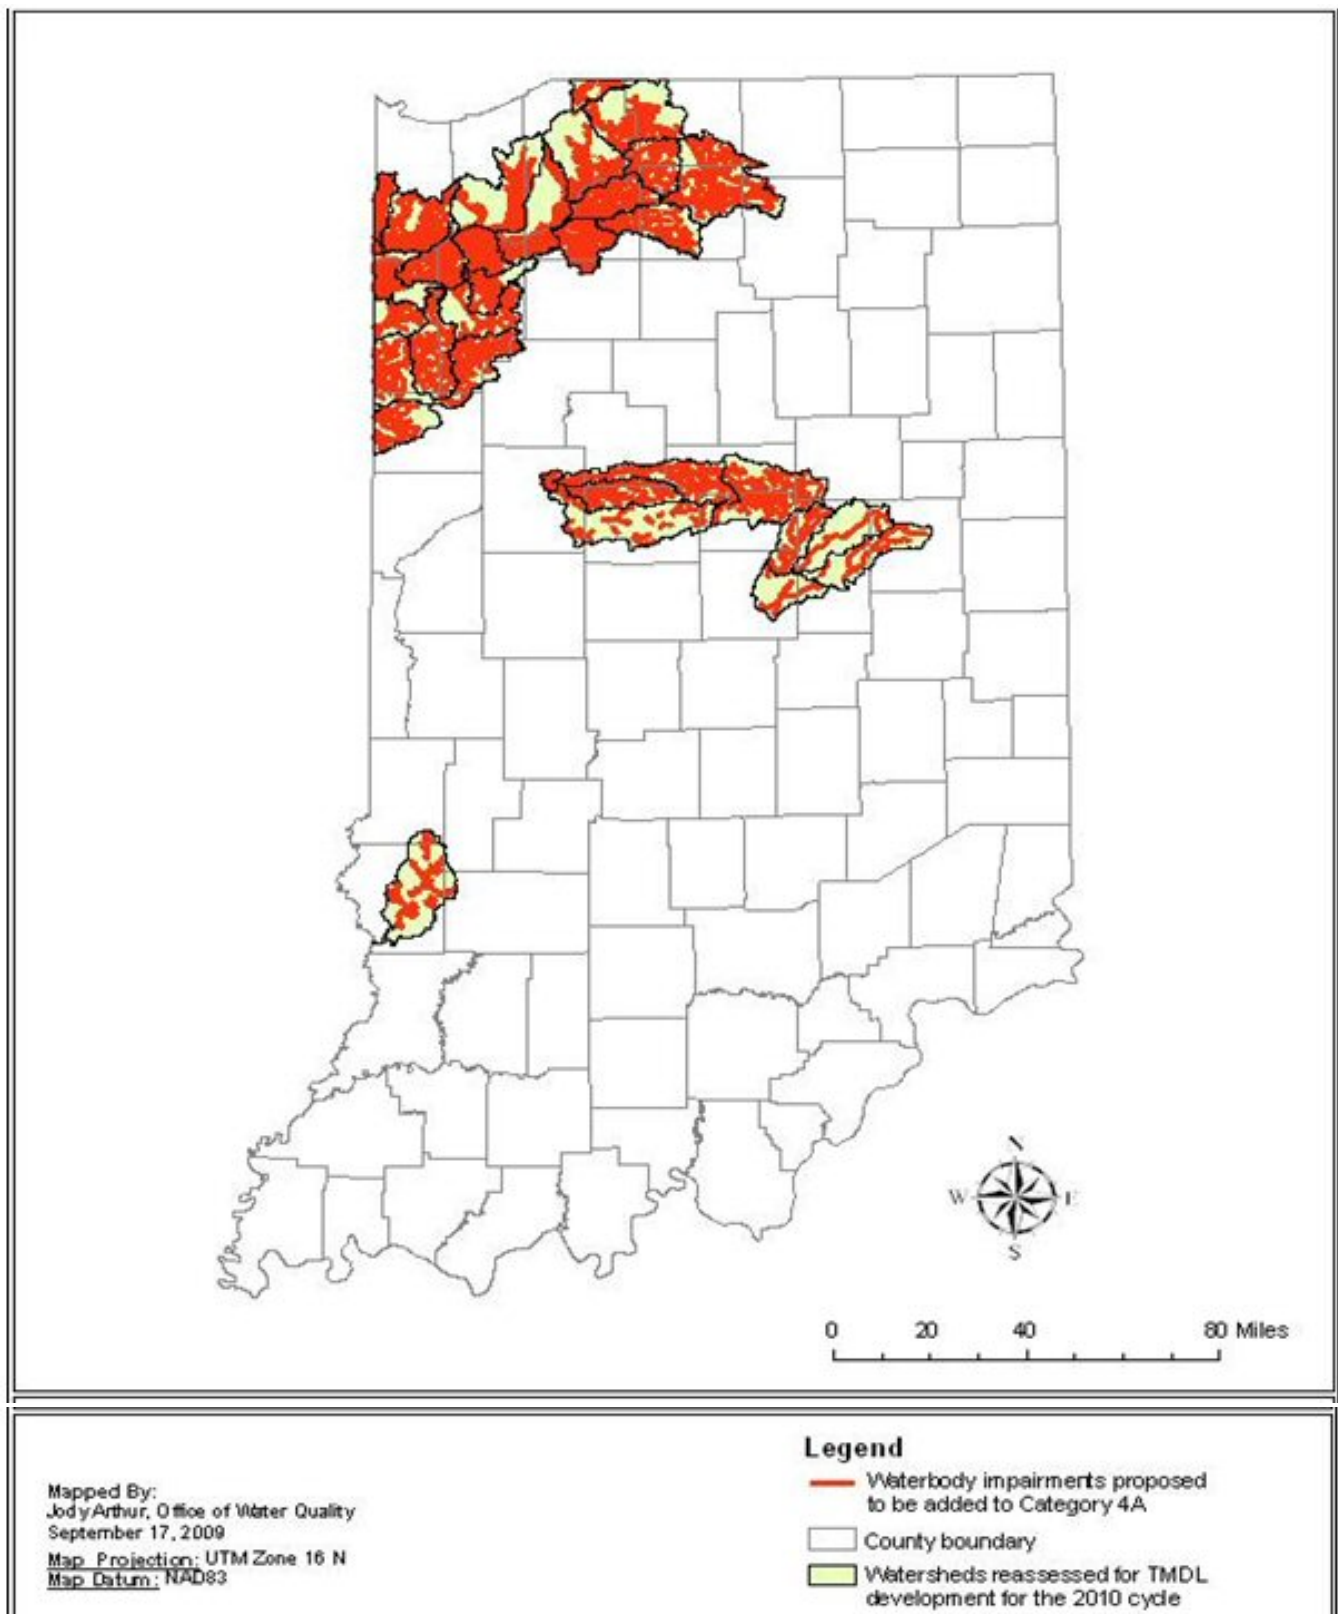 W
E
S
0 20 40 80 Miles
Mapped By:
Jody Arthur, Office of Water Quality
September 17, 2009
Map Projection: UTM Zone 16 N
Map Datum: NAD83
Legend
Waterbody impairments proposed
to be added to Category 4A
County boundary
Watersheds reassessed for TMDL
development for the 2010 cycle